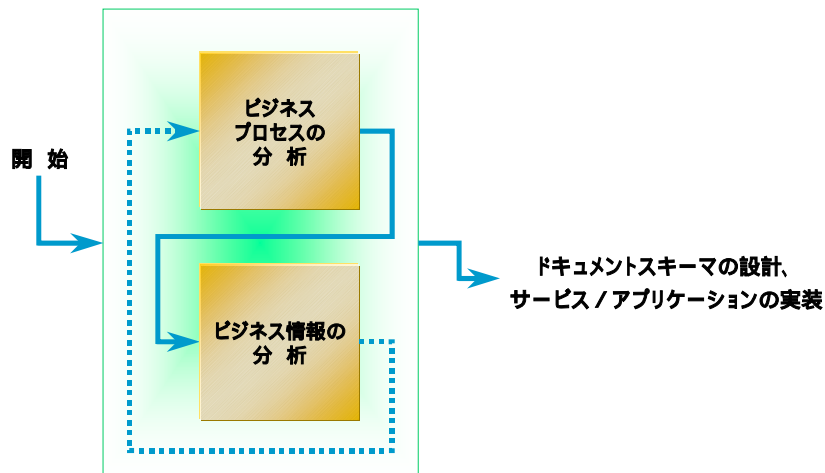 開 始
ビジネス
プロセスの
分 析
ビジネス情報の
分 析
ドキュメントスキーマの設計、
サービス / アプリケーションの実装